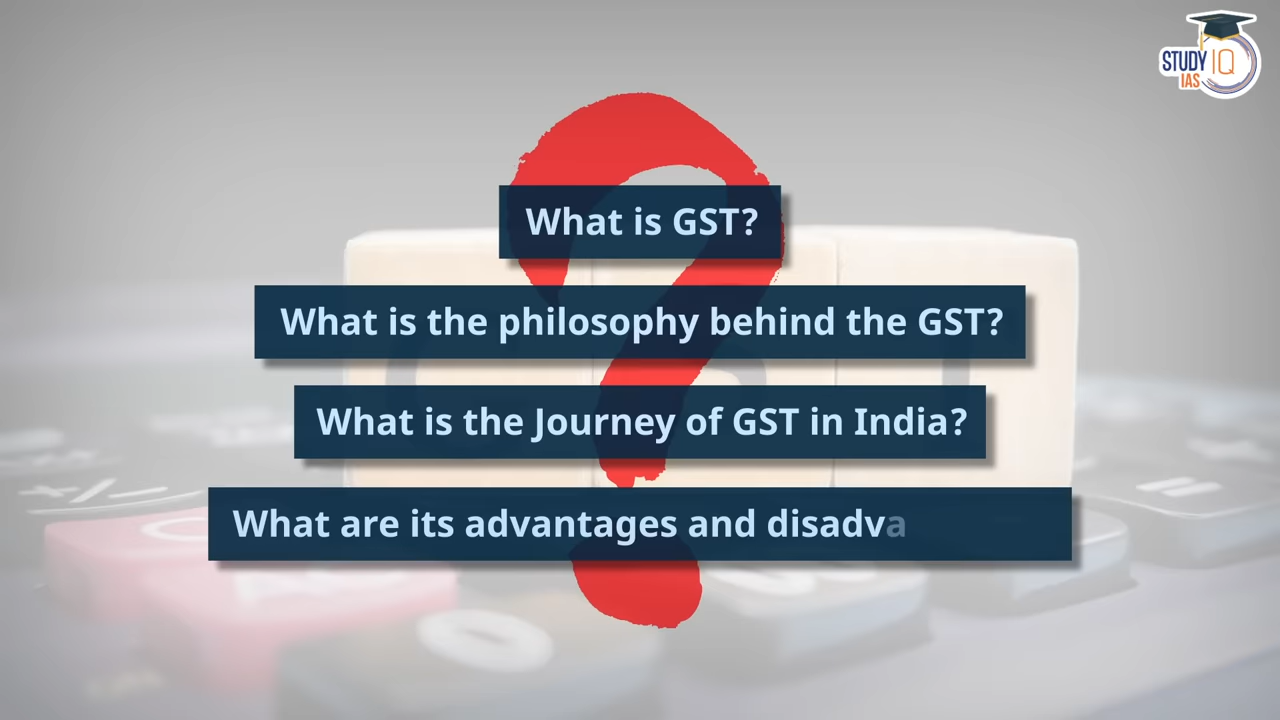 STUDY IQ
IAS
What is GST?
What is the philosophy behind the GST?
What is the Journey of GST in India?
What are its advantages and disadva